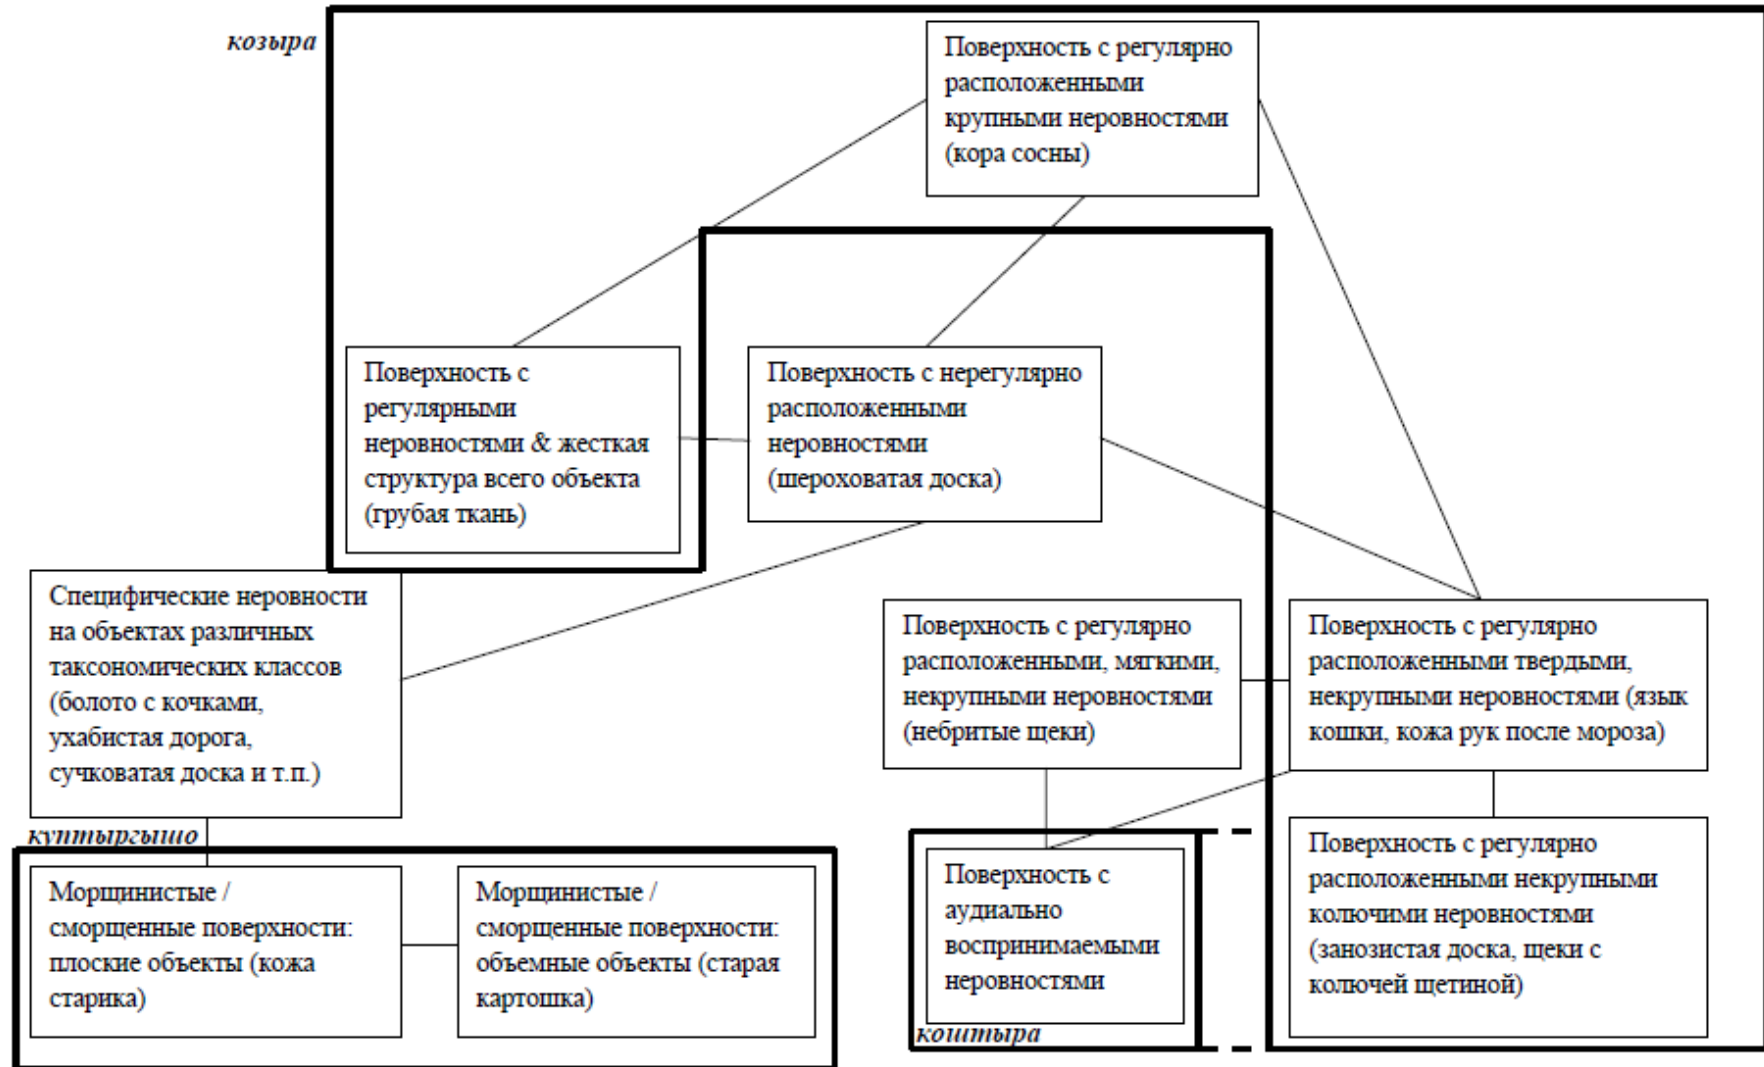 козыра
Поверхность с регулярно
расположенными
крупными неровностями
(кора сосны)
Поверхность с
регулярными
неровностями & жесткая
структура всего объекта
(грубая ткань)
Поверхность с нерегулярно
расположенными
неровностями
(шероховатая доска)
Специфические неровности
на объектах различных
таксономических классов
(болото с кочками,
ухабистая дорога,
сучковатая доска и т.п.)
Поверхность с регулярно
расположенными, мягкими,
некрупными неровностями
(небритые щеки)
Поверхность с регулярно
расположенными твердыми,
некрупными неровностями (язык
кошки, кожа рук после мороза)
куптыргышо
Морщинистые /
сморщенные поверхности:
плоские объекты (кожа
старика)
Морщинистые /
сморщенные поверхности:
объемные объекты (старая
картошка)
Поверхность с
аудиально
воспринимаемыми
неровностями
коштыра
Поверхность с регулярно
расположенными некрупными
колючими неровностями
(занозистая доска, щеки с
колючей щетиной)